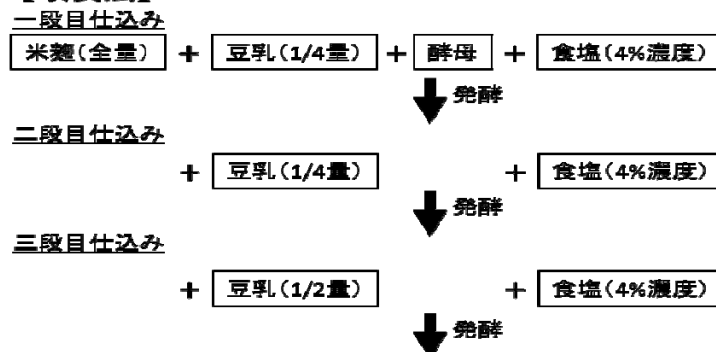 一段目仕込み
米麹(全量) + 豆乳(1/4量) + 酵母 + 食塩(4%濃度)
発酵
二段目仕込み
+ 豆乳(1/4量) + 食塩(4%濃度)
発酵
三段目仕込み
+ 豆乳(1/2量) + 食塩(4%濃度)
発酵